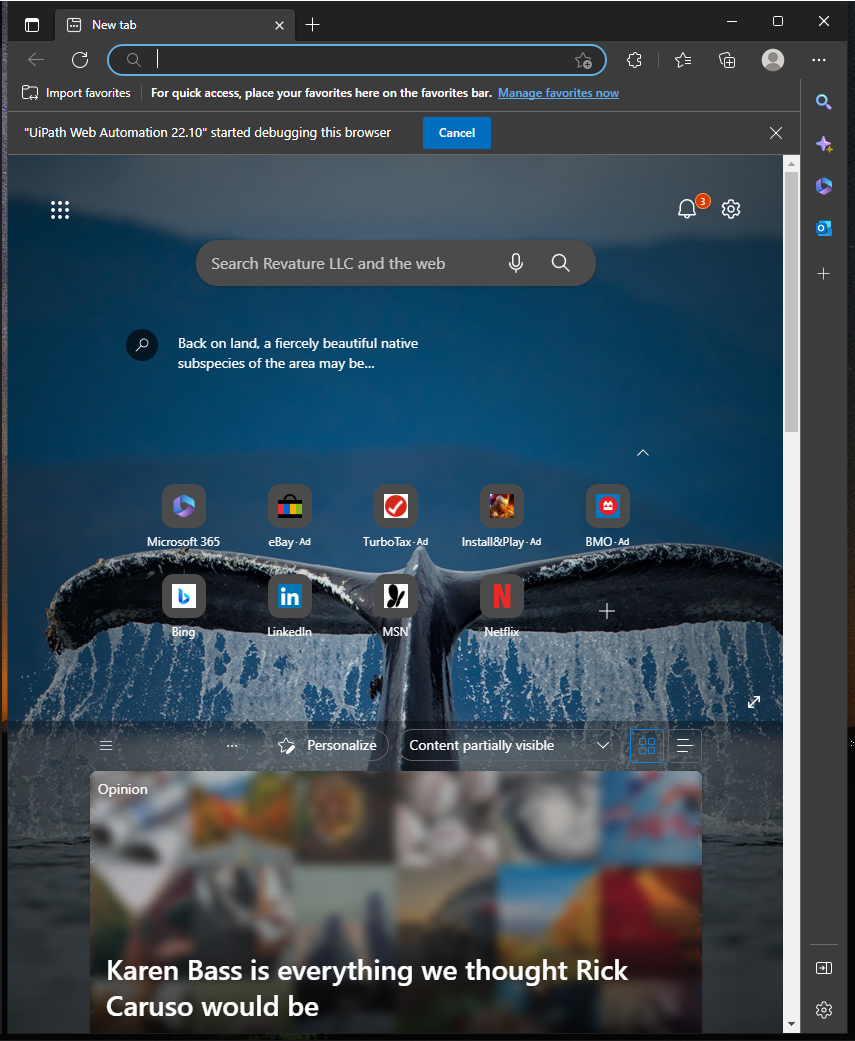 New tab
Import favorites
For quick access, place your favorites here on the favorites bar. Manage favorites now
"UiPath Web Automation 22.10" started debugging this browser
Cancel
3
Search Revature LLC and the web
Back on land, a fiercely beautiful native
subspecies of the area may be...
Microsoft 365
eBay · Ad
TurboTax · Ad
Install&Play · Ad
BMO · Ad
Bing
LinkedIn
MSN
Netflix
Personalize
Content partially visible
Opinion
Karen Bass is everything we thought Rick
Caruso would be